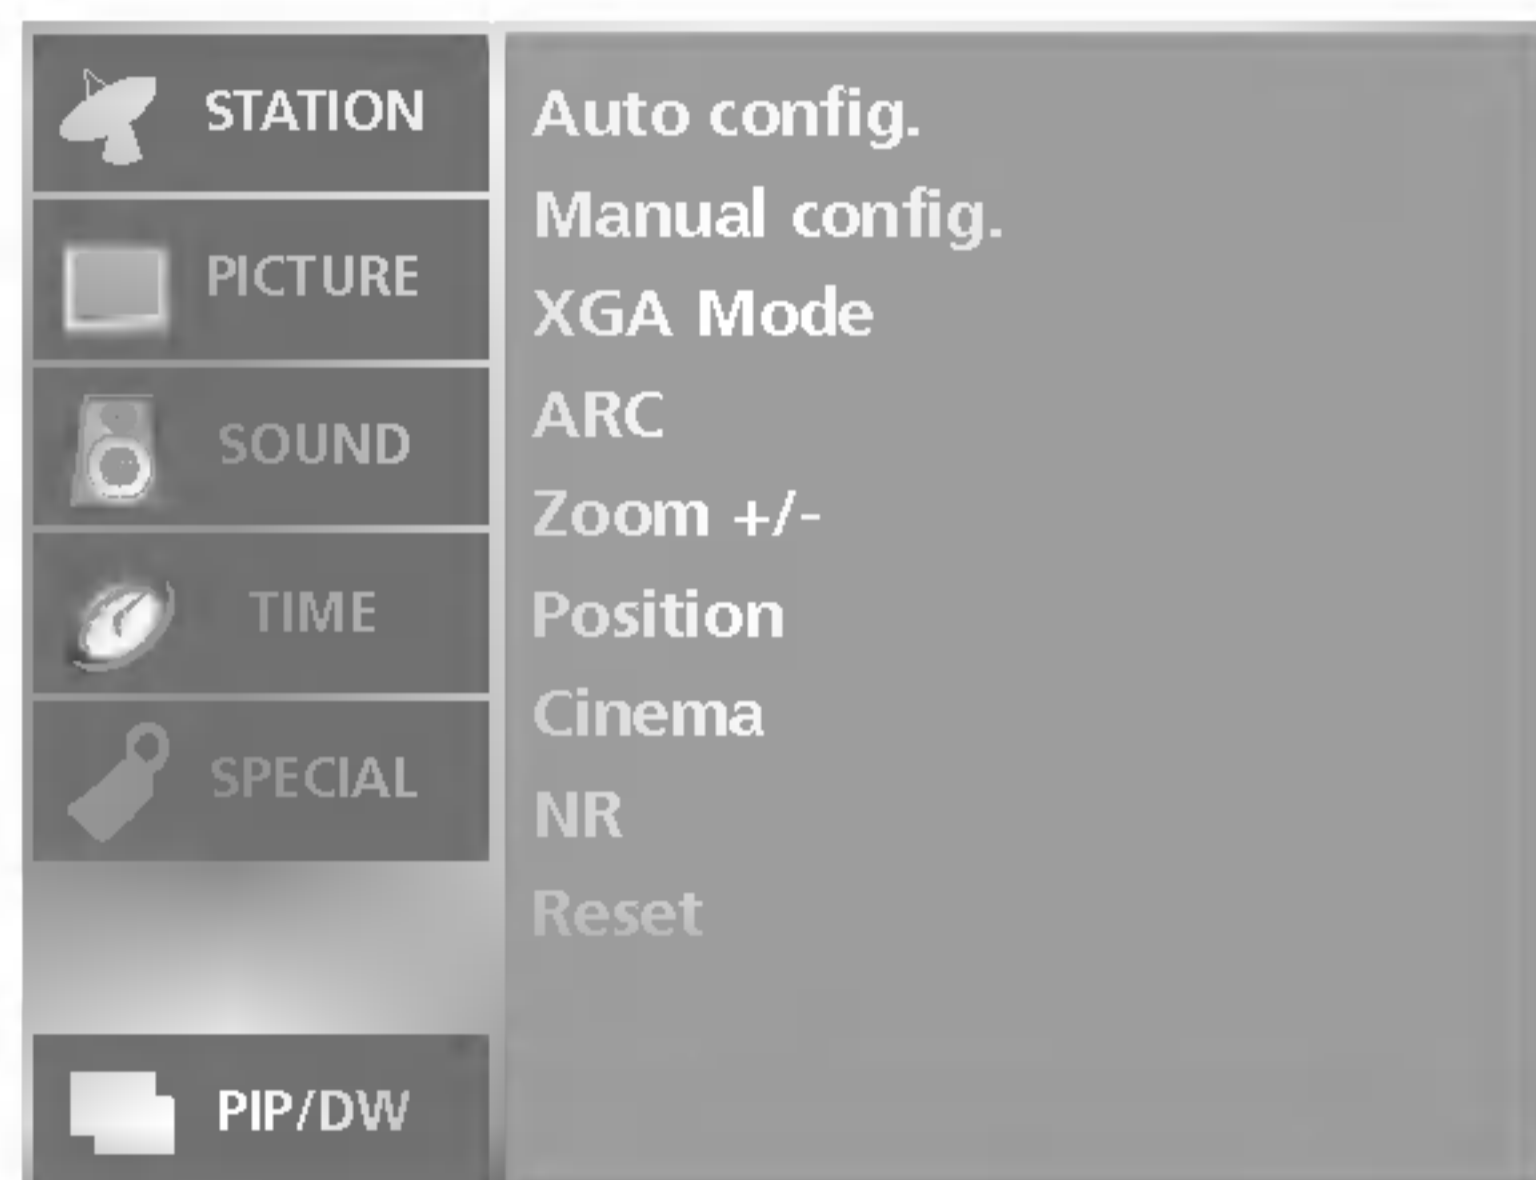 STATION
PICTURE
SOUND
TIME
SPECIAL
PIP/DW
Auto config.
Manual config.
XGA Mode
ARC
Zoom +/-
Position
Cinema
NR
Reset